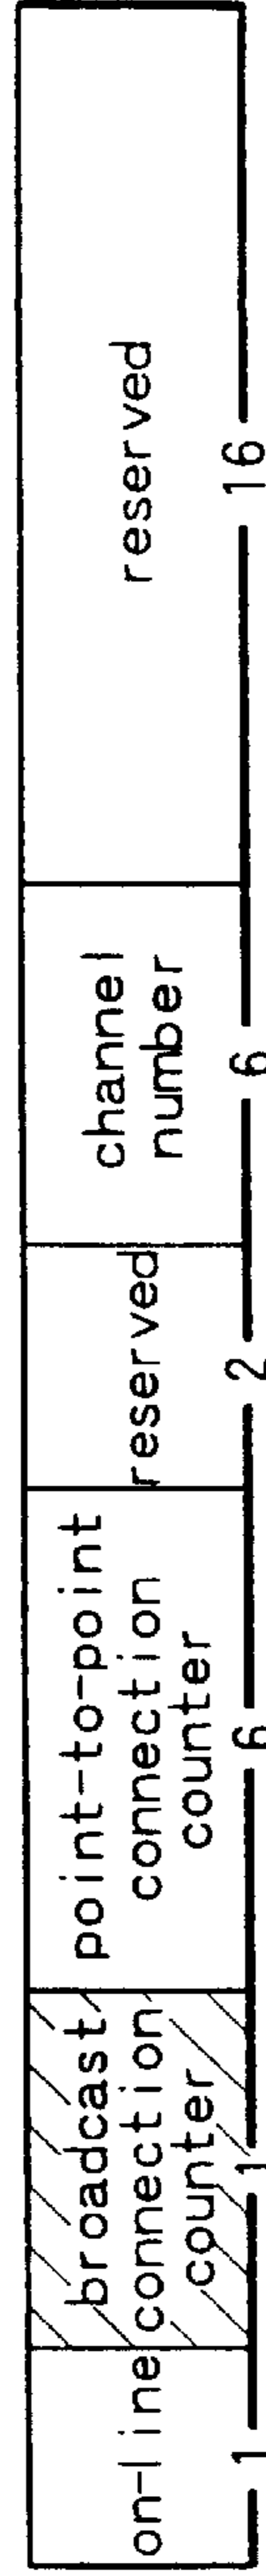 on-line
broadcast
connection
counter
point-to-point
connection
counter
reserved
channel
number
reserved
1
1
6
2
6
16